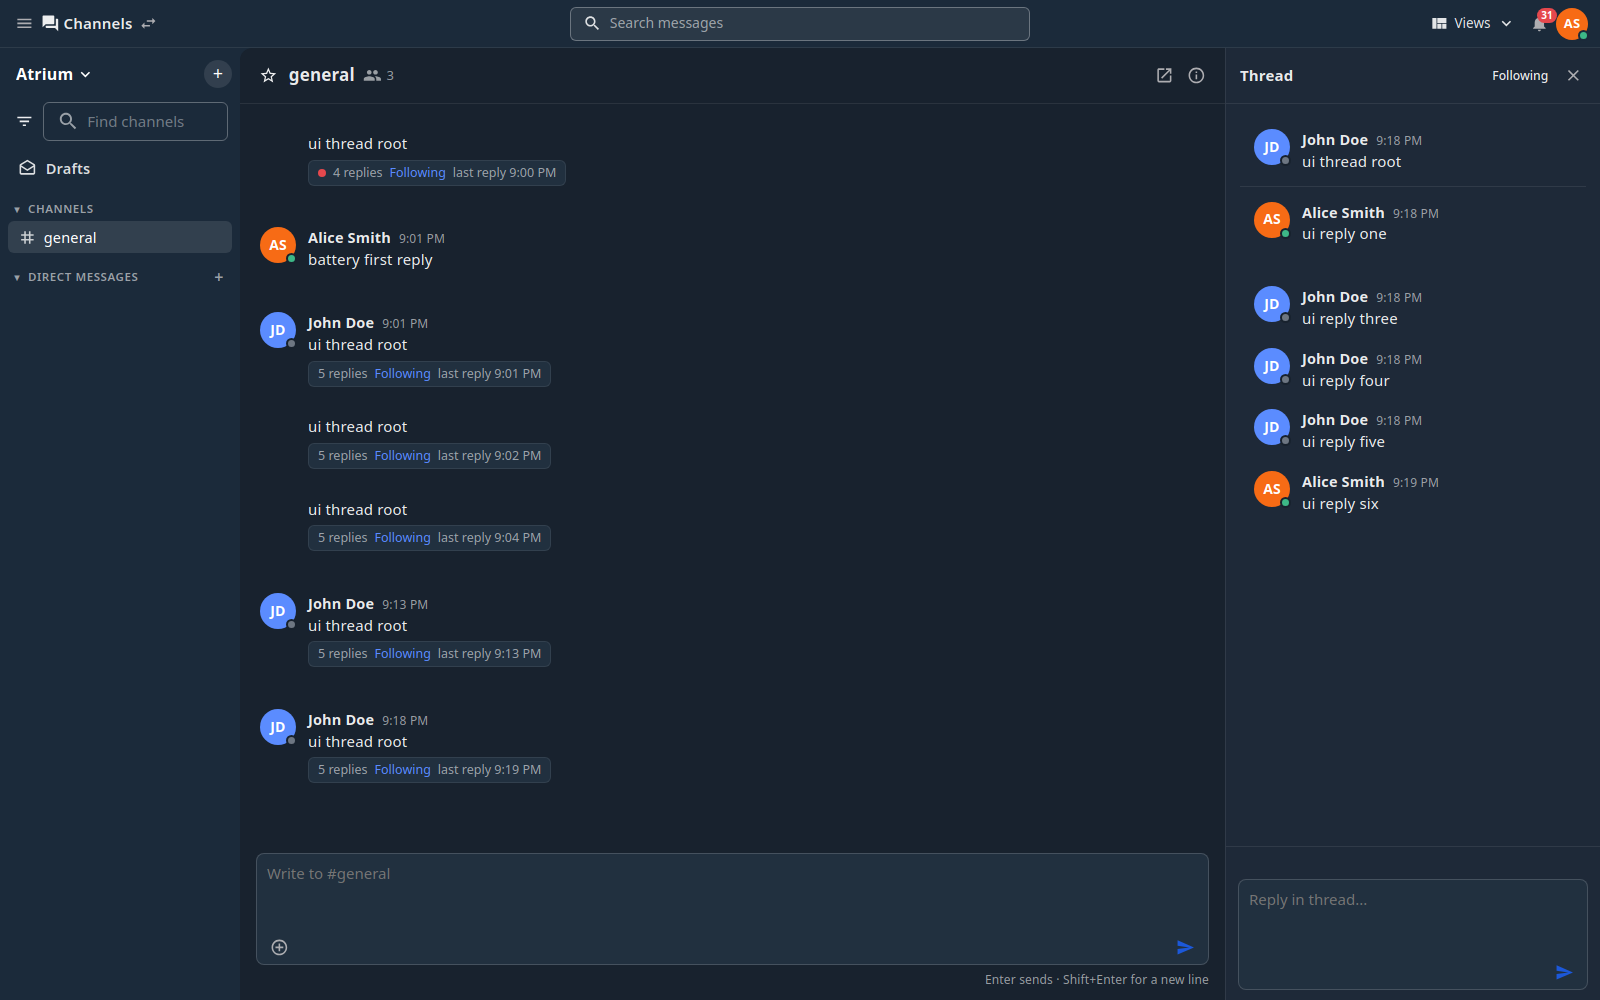 Channels
Search messages
Views
31
AS
Atrium
+
Find channels
Drafts
CHANNELS
general
DIRECT MESSAGES
+
general 3
ui thread root
4 replies Following last reply 9:00 PM
AS
Alice Smith 9:01 PM
battery first reply
JD
John Doe 9:01 PM
ui thread root
5 replies Following last reply 9:01 PM
ui thread root
5 replies Following last reply 9:02 PM
ui thread root
5 replies Following last reply 9:04 PM
JD
John Doe 9:13 PM
ui thread root
5 replies Following last reply 9:13 PM
JD
John Doe 9:18 PM
ui thread root
5 replies Following last reply 9:19 PM
Write to #general
Enter sends · Shift+Enter for a new line
Thread
Following
JD
John Doe 9:18 PM
ui thread root
AS
Alice Smith 9:18 PM
ui reply one
JD
John Doe 9:18 PM
ui reply three
JD
John Doe 9:18 PM
ui reply four
JD
John Doe 9:18 PM
ui reply five
AS
Alice Smith 9:19 PM
ui reply six
Reply in thread...